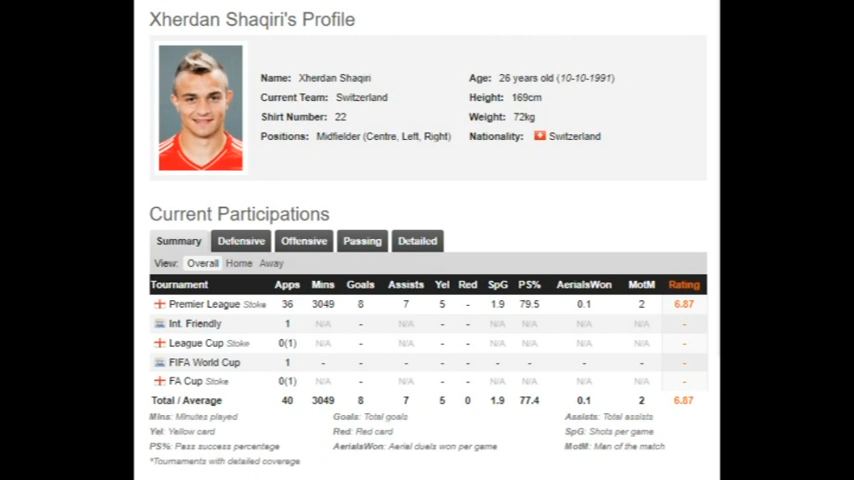 Xherdan Shaqiri's Profile
Name: Xherdan Shaqiri
Age: 26 years old (10-10-1991)
Current Team: Switzerland
Height: 169cm
Shirt Number: 22
Weight: 72kg
Positions: Midfielder (Centre, Left, Right)
Nationality: Switzerland
Current Participations
Summary Defensive Offensive Passing Detailed
View: Overall Home Away
Tournament Apps Mins Goals Assists Yel Red SpG PS% AerialsWon MotM Rating
Premier League Stoke 36 3049 8 7 5 - 1.9 79.5 0.1 2 6.87
Int. Friendly 1 N/A - N/A - - N/A N/A N/A N/A -
League Cup Stoke 0(1) N/A - N/A - - N/A N/A N/A N/A -
FIFA World Cup 1 - - - - - - - - - -
FA Cup Stoke 0(1) N/A - N/A - - N/A N/A N/A N/A -
Total / Average 40 3049 8 7 5 0 1.9 77.4 0.1 2 6.87
Mins: Minutes played Goals: Total goals Assists: Total assists
Yel: Yellow card Red: Red card SpG: Shots per game
PS%: Pass success percentage AerialsWon: Aerial duels won per game MotM: Man of the match
*Tournaments with detailed coverage